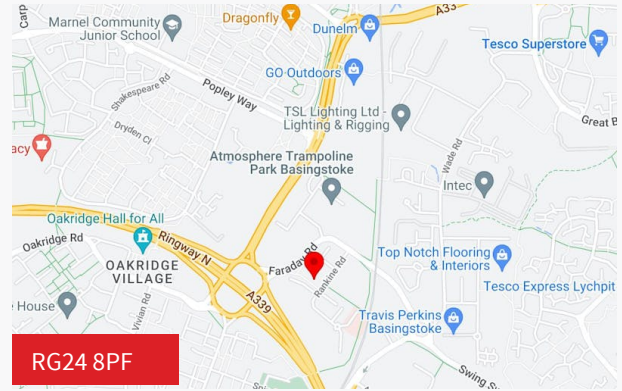 Carp
Marnel Community
Junior School
Dragonfly
Dunelm
A33
Tesco Superstore
GO Outdoors
Shakespeare Rd
Popley Way
TSL Lighting Ltd -
Lighting & Rigging
Great B
Dryden Cl
acy
Wade Rd
Atmosphere Trampoline
Park Basingstoke
Intec
Oakridge Hall for All
Oakridge Rd
Ringway N
Faraday Rd
Rankine Rd
OAKRIDGE
VILLAGE
Top Notch Flooring
& Interiors
A339
Tesco Express Lychpit
e House
Vivian Rd
Travis Perkins
Basingstoke
RG24 8PF
Swing Sw